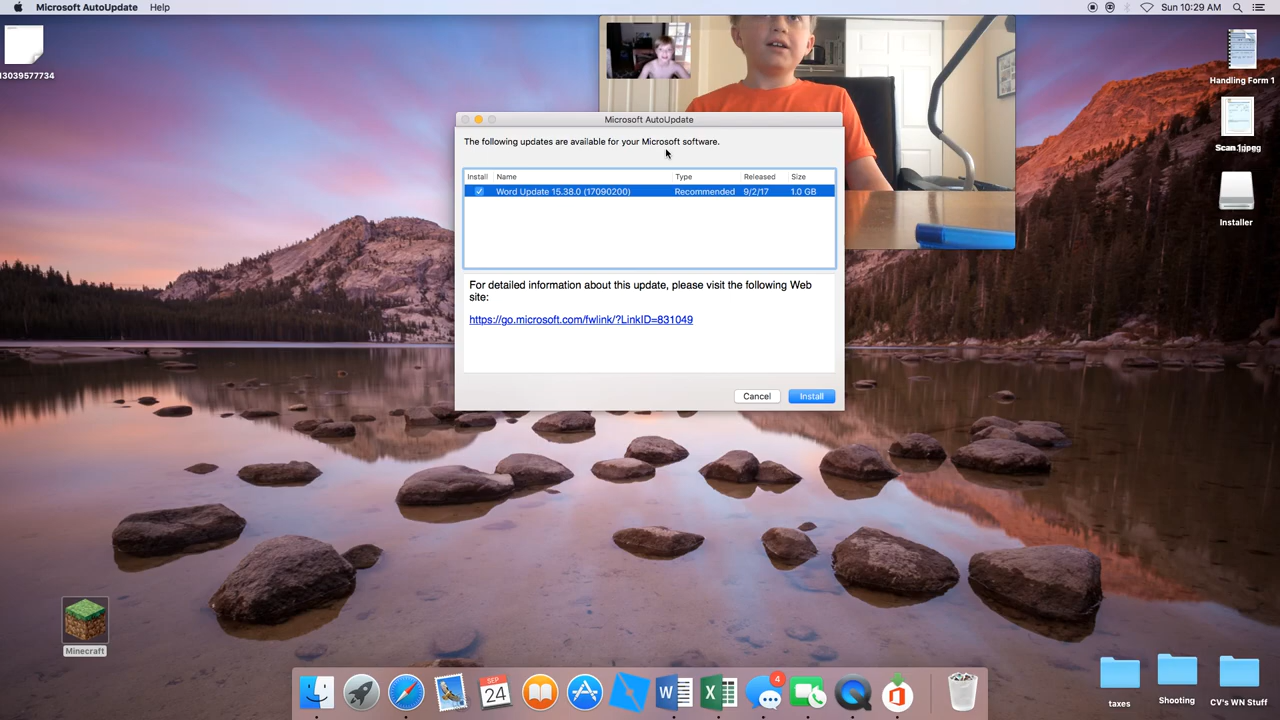 Microsoft AutoUpdate Help
Sun 10:29 AM
13039577734
Handling Form 1
Installer
Microsoft AutoUpdate
The following updates are available for your Microsoft software.
Install Name Type Released Size
Word Update 15.38.0 (17090200) Recommended 9/2/17 1.0 GB
For detailed information about this update, please visit the following Web
site:
https://go.microsoft.com/fwlink/?LinkID=831049
Cancel Install
Minecraft
SEP
24
4
taxes
Shooting
CV's WN Stuff